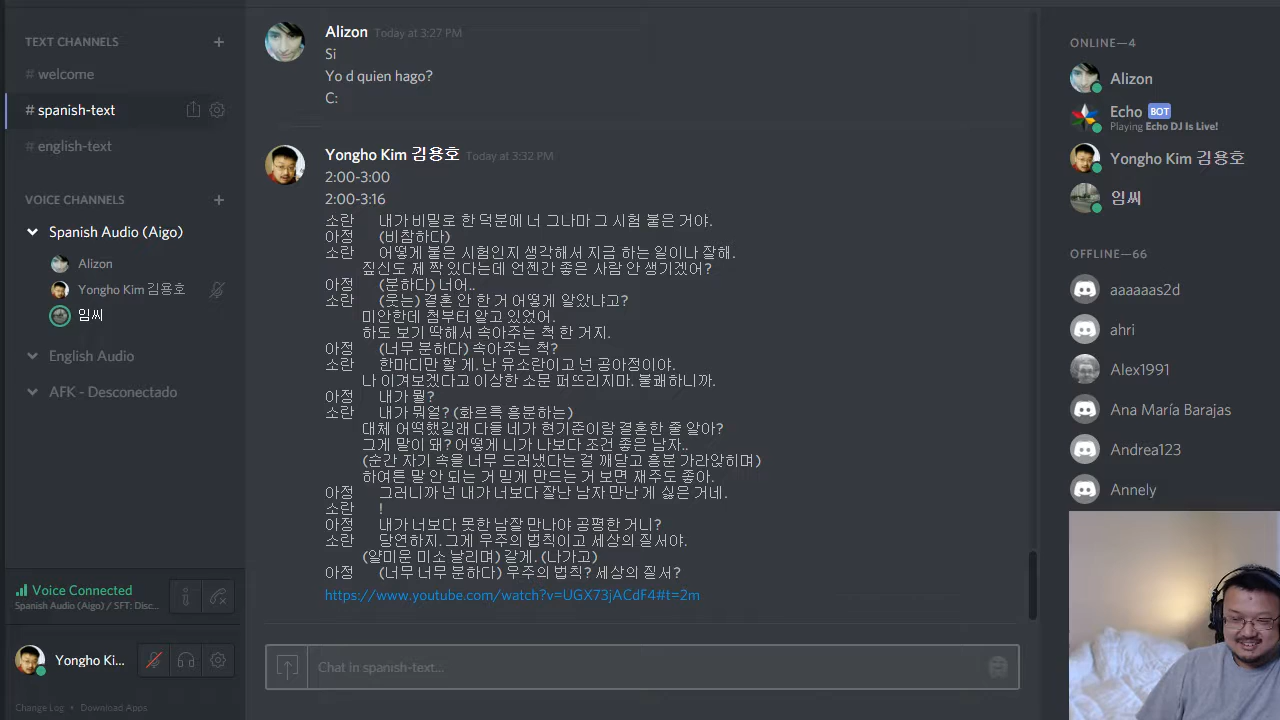 TEXT CHANNELS
+
# welcome
# spanish-text
# english-text
VOICE CHANNELS
+
Spanish Audio (Aigo)
Alizon
Yongho Kim 김용호
임씨
English Audio
AFK - Desconectado
Voice Connected
Spanish Audio (Aigo) / SFT: Disc...
Yongho Ki...
Change Log • Download Apps
Alizon Today at 3:27 PM
Si
Yo d quien hago?
C:
Yongho Kim 김용호 Today at 3:32 PM
2:00-3:00
2:00-3:16
소란 내가 비밀로 한 덕분에 너 그나마 그 시험 붙은 거야.
아정 (비참하다)
소란 어떻게 붙은 시험인지 생각해서 지금 하는 일이나 잘해.
짚신도 제 짝 있다는데 언젠간 좋은 사람 안 생기겠어?
아정 (분하다) 너어..
소란 (웃는) 결혼 안 한 거 어떻게 알았냐고?
미안한데 첨부터 알고 있었어.
하도 보기 딱해서 속아주는 척 한 거지.
아정 (너무 분하다) 속아주는 척?
소란 한마디만 할 게. 난 유소란이고 넌 공아정이야.
나 이겨보겠다고 이상한 소문 퍼뜨리지마. 불쾌하니까.
아정 내가 뭘?
소란 내가 뭐얼? (화르륵 흥분하는)
대체 어떡했길래 다들 네가 현기준이랑 결혼한 줄 알아?
그게 말이 돼? 어떻게 니가 나보다 조건 좋은 남자..
(순간 자기 속을 너무 드러냈다는 걸 깨달고 흥분 가라앉히며)
하여튼 말 안 되는 거 믿게 만드는 거 보면 재주도 좋아.
아정 그러니까 넌 내가 너보다 잘난 남자 만난 게 싫은 거네.
소란 !
아정 내가 너보다 못한 남잘 만나야 공평한 거니?
소란 당연하지. 그게 우주의 법칙이고 세상의 질서야.
(얄미운 미소 날리며) 갈게. (나가고)
아정 (너무 너무 분하다) 우주의 법칙? 세상의 질서?
https://www.youtube.com/watch?v=UGX73jACdF4#t=2m
Chat in spanish-text...
ONLINE—4
Alizon
Echo BOT
Playing Echo DJ Is Live!
Yongho Kim 김용호
임씨
OFFLINE—66
aaaaaas2d
ahri
Alex1991
Ana María Barajas
Andrea123
Annely